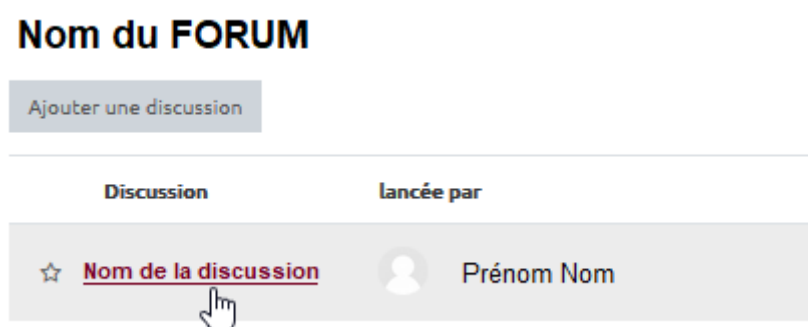 Nom du FORUM
Ajouter une discussion
Discussion lancée par
Nom de la discussion Prénom Nom